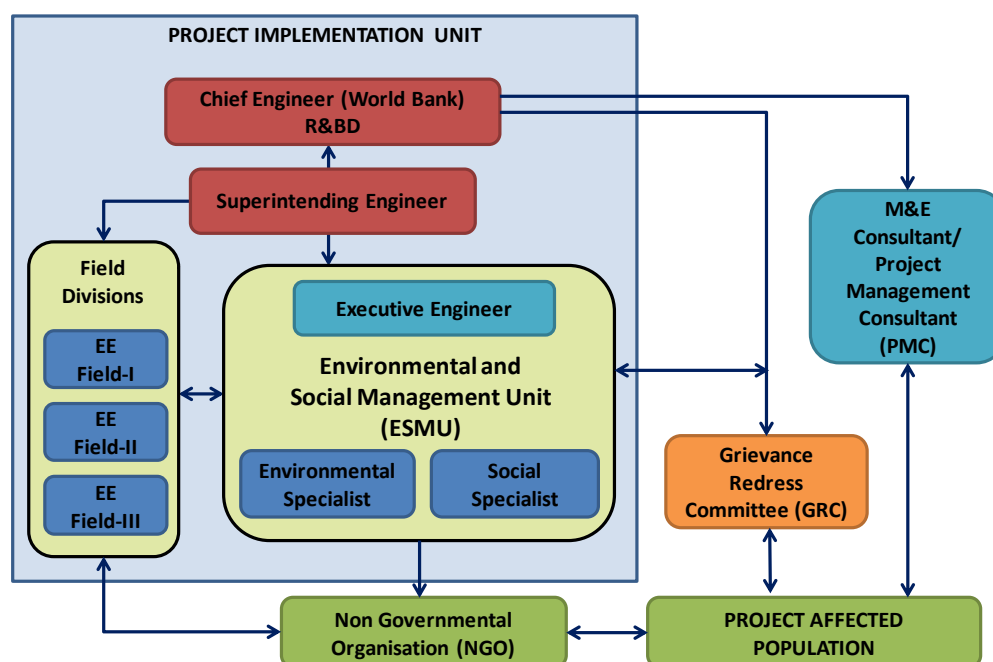 PROJECT IMPLEMENTATION UNIT
Chief Engineer (World Bank)
R&BD
Superintending Engineer
Field
Divisions
EE
Field-I
EE
Field-II
EE
Field-III
Executive Engineer
Environmental and
Social Management Unit
(ESMU)
Environmental
Specialist
Social
Specialist
M&E
Consultant/
Project
Management
Consultant
(PMC)
Grievance
Redress
Committee (GRC)
Non Governmental
Organisation (NGO)
PROJECT AFFECTED
POPULATION